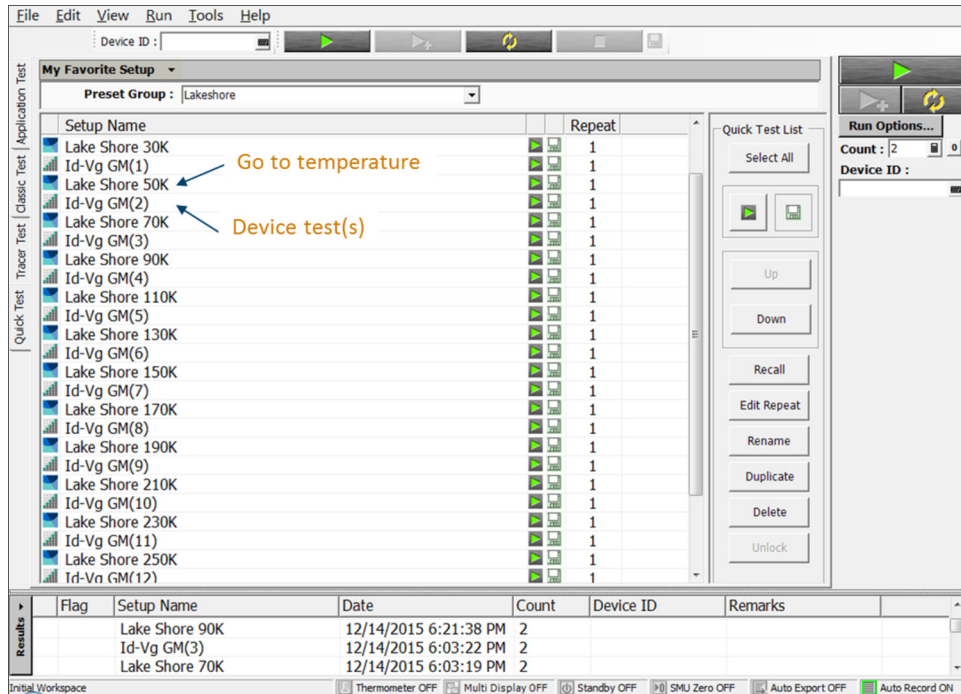 File Edit View Run Tools Help
Device ID :
My Favorite Setup
Preset Group : Lakeshore
Application Test
Classic Test
Tracer Test
Quick Test
Setup Name Repeat
Lake Shore 30K 1
Id-Vg GM(1) 1
Lake Shore 50K 1
Id-Vg GM(2) 1
Lake Shore 70K 1
Id-Vg GM(3) 1
Lake Shore 90K 1
Id-Vg GM(4) 1
Lake Shore 110K 1
Id-Vg GM(5) 1
Lake Shore 130K 1
Id-Vg GM(6) 1
Lake Shore 150K 1
Id-Vg GM(7) 1
Lake Shore 170K 1
Id-Vg GM(8) 1
Lake Shore 190K 1
Id-Vg GM(9) 1
Lake Shore 210K 1
Id-Vg GM(10) 1
Lake Shore 230K 1
Id-Vg GM(11) 1
Lake Shore 250K 1
Id-Vg GM(12) 1
Go to temperature
Device test(s)
Quick Test List
Select All
Up
Down
Recall
Edit Repeat
Rename
Duplicate
Delete
Unlock
Run Options...
Count : 2 0
Device ID :
Results
Flag Setup Name Date Count Device ID Remarks
Lake Shore 90K 12/14/2015 6:21:38 PM 2
Id-Vg GM(3) 12/14/2015 6:03:22 PM 2
Lake Shore 70K 12/14/2015 6:03:19 PM 2
Initial Workspace Thermometer OFF Multi Display OFF Standby OFF SMU Zero OFF Auto Export OFF Auto Record ON